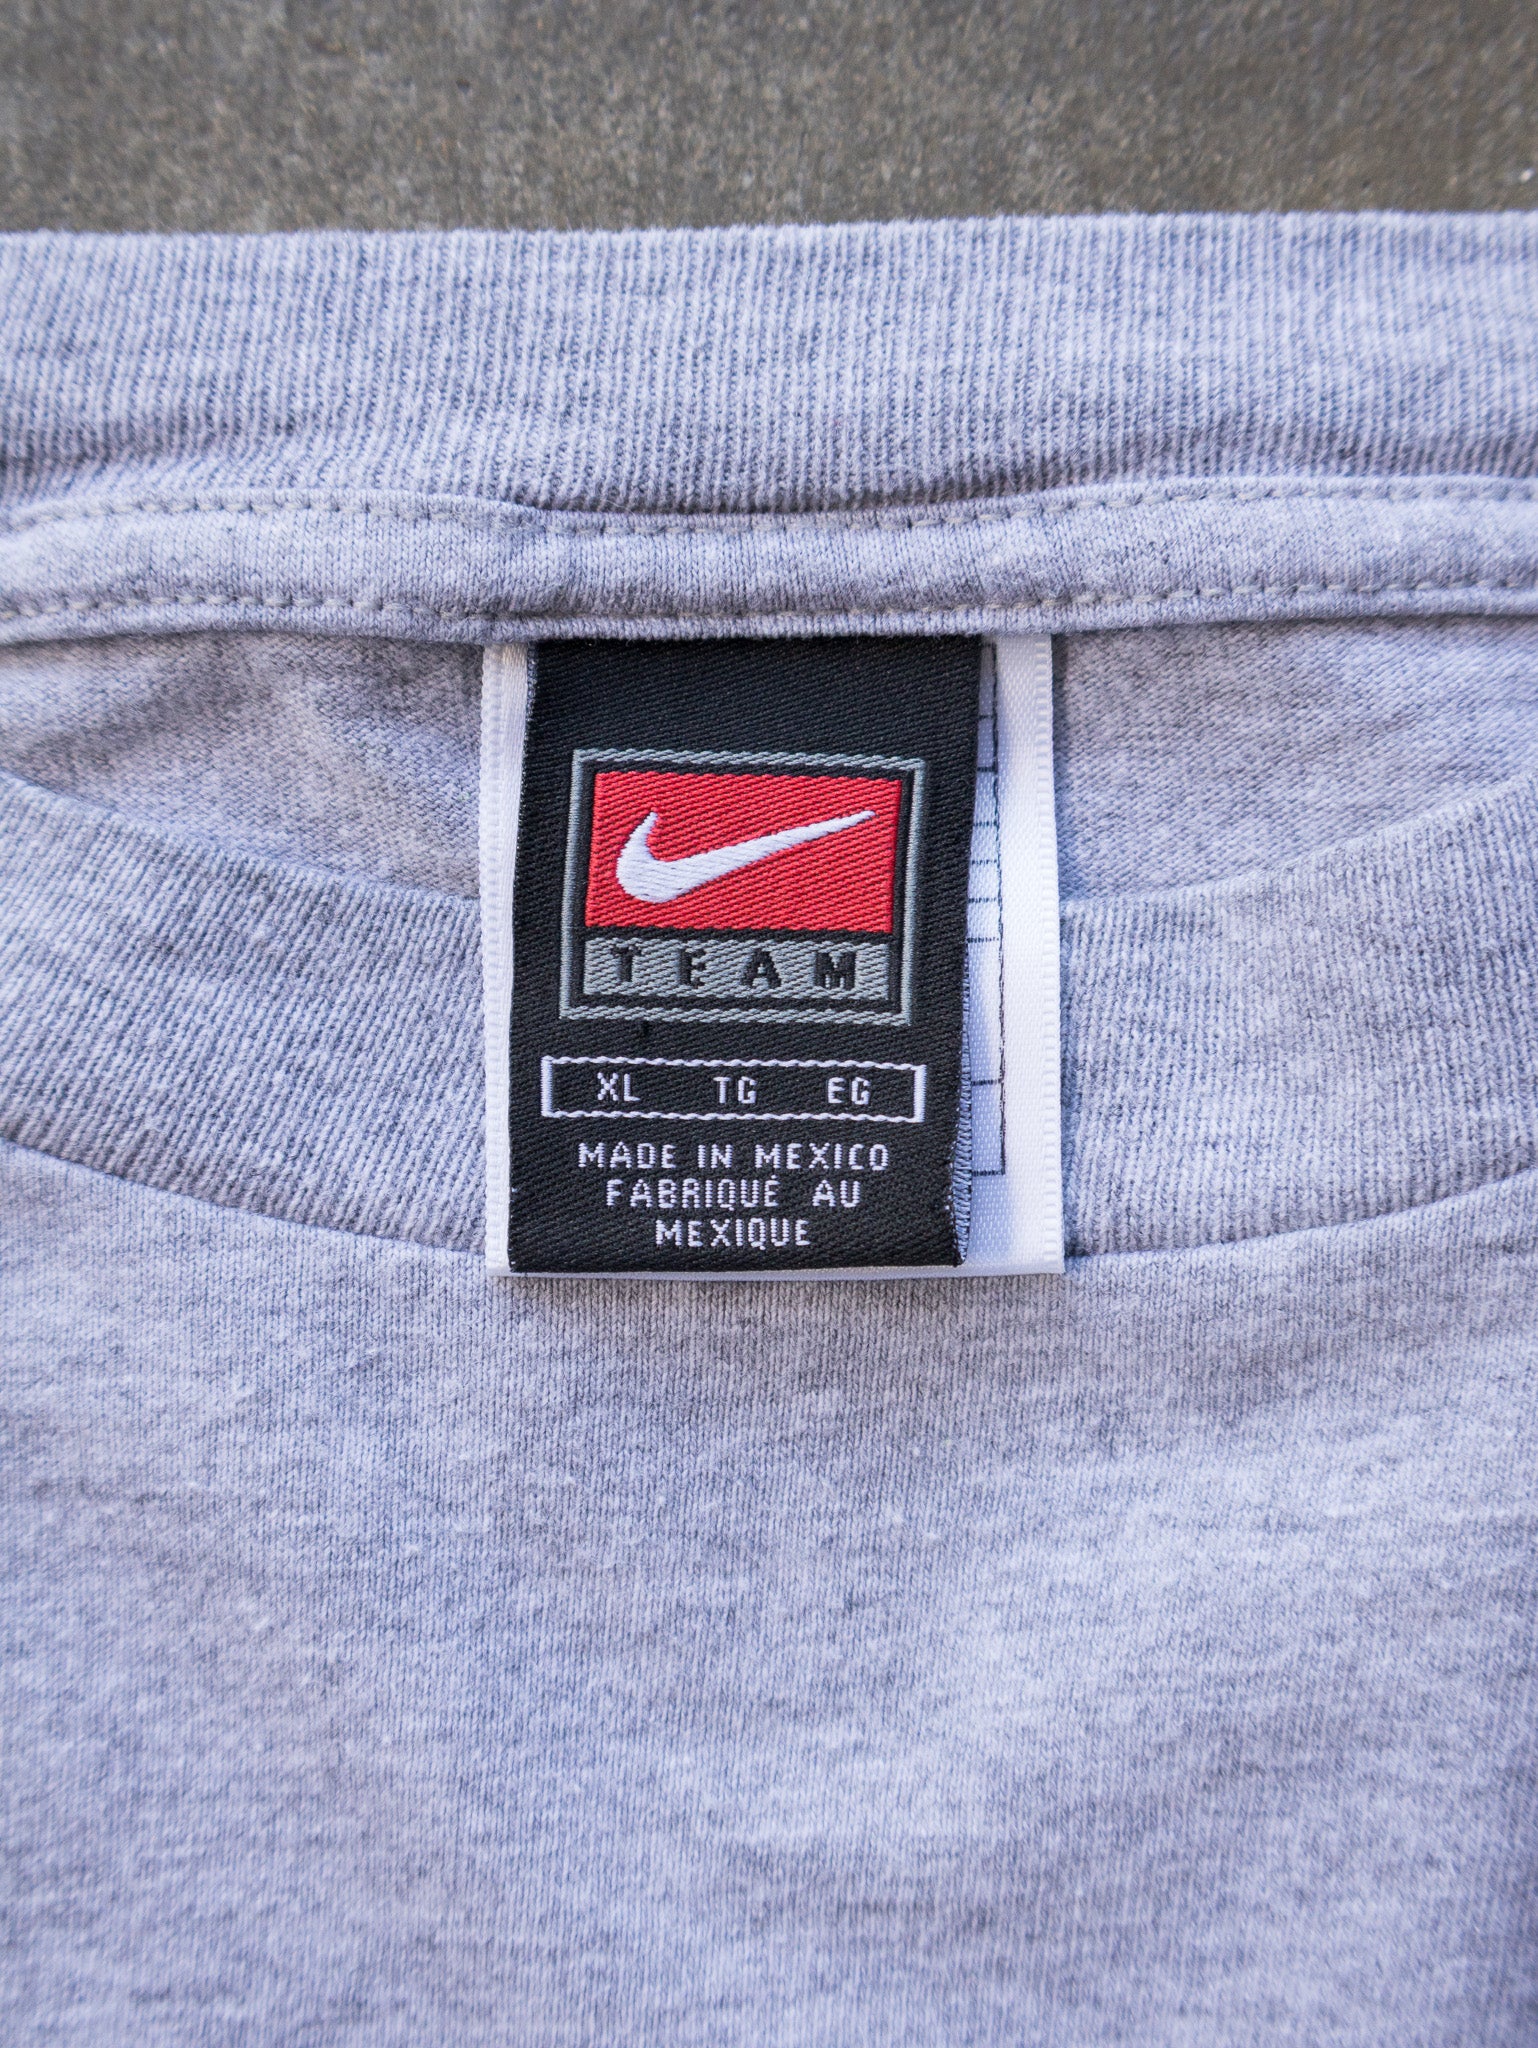 TEAM
XL TG EG
MADE IN MEXICO
FABRIQUÉ AU
MEXIQUE